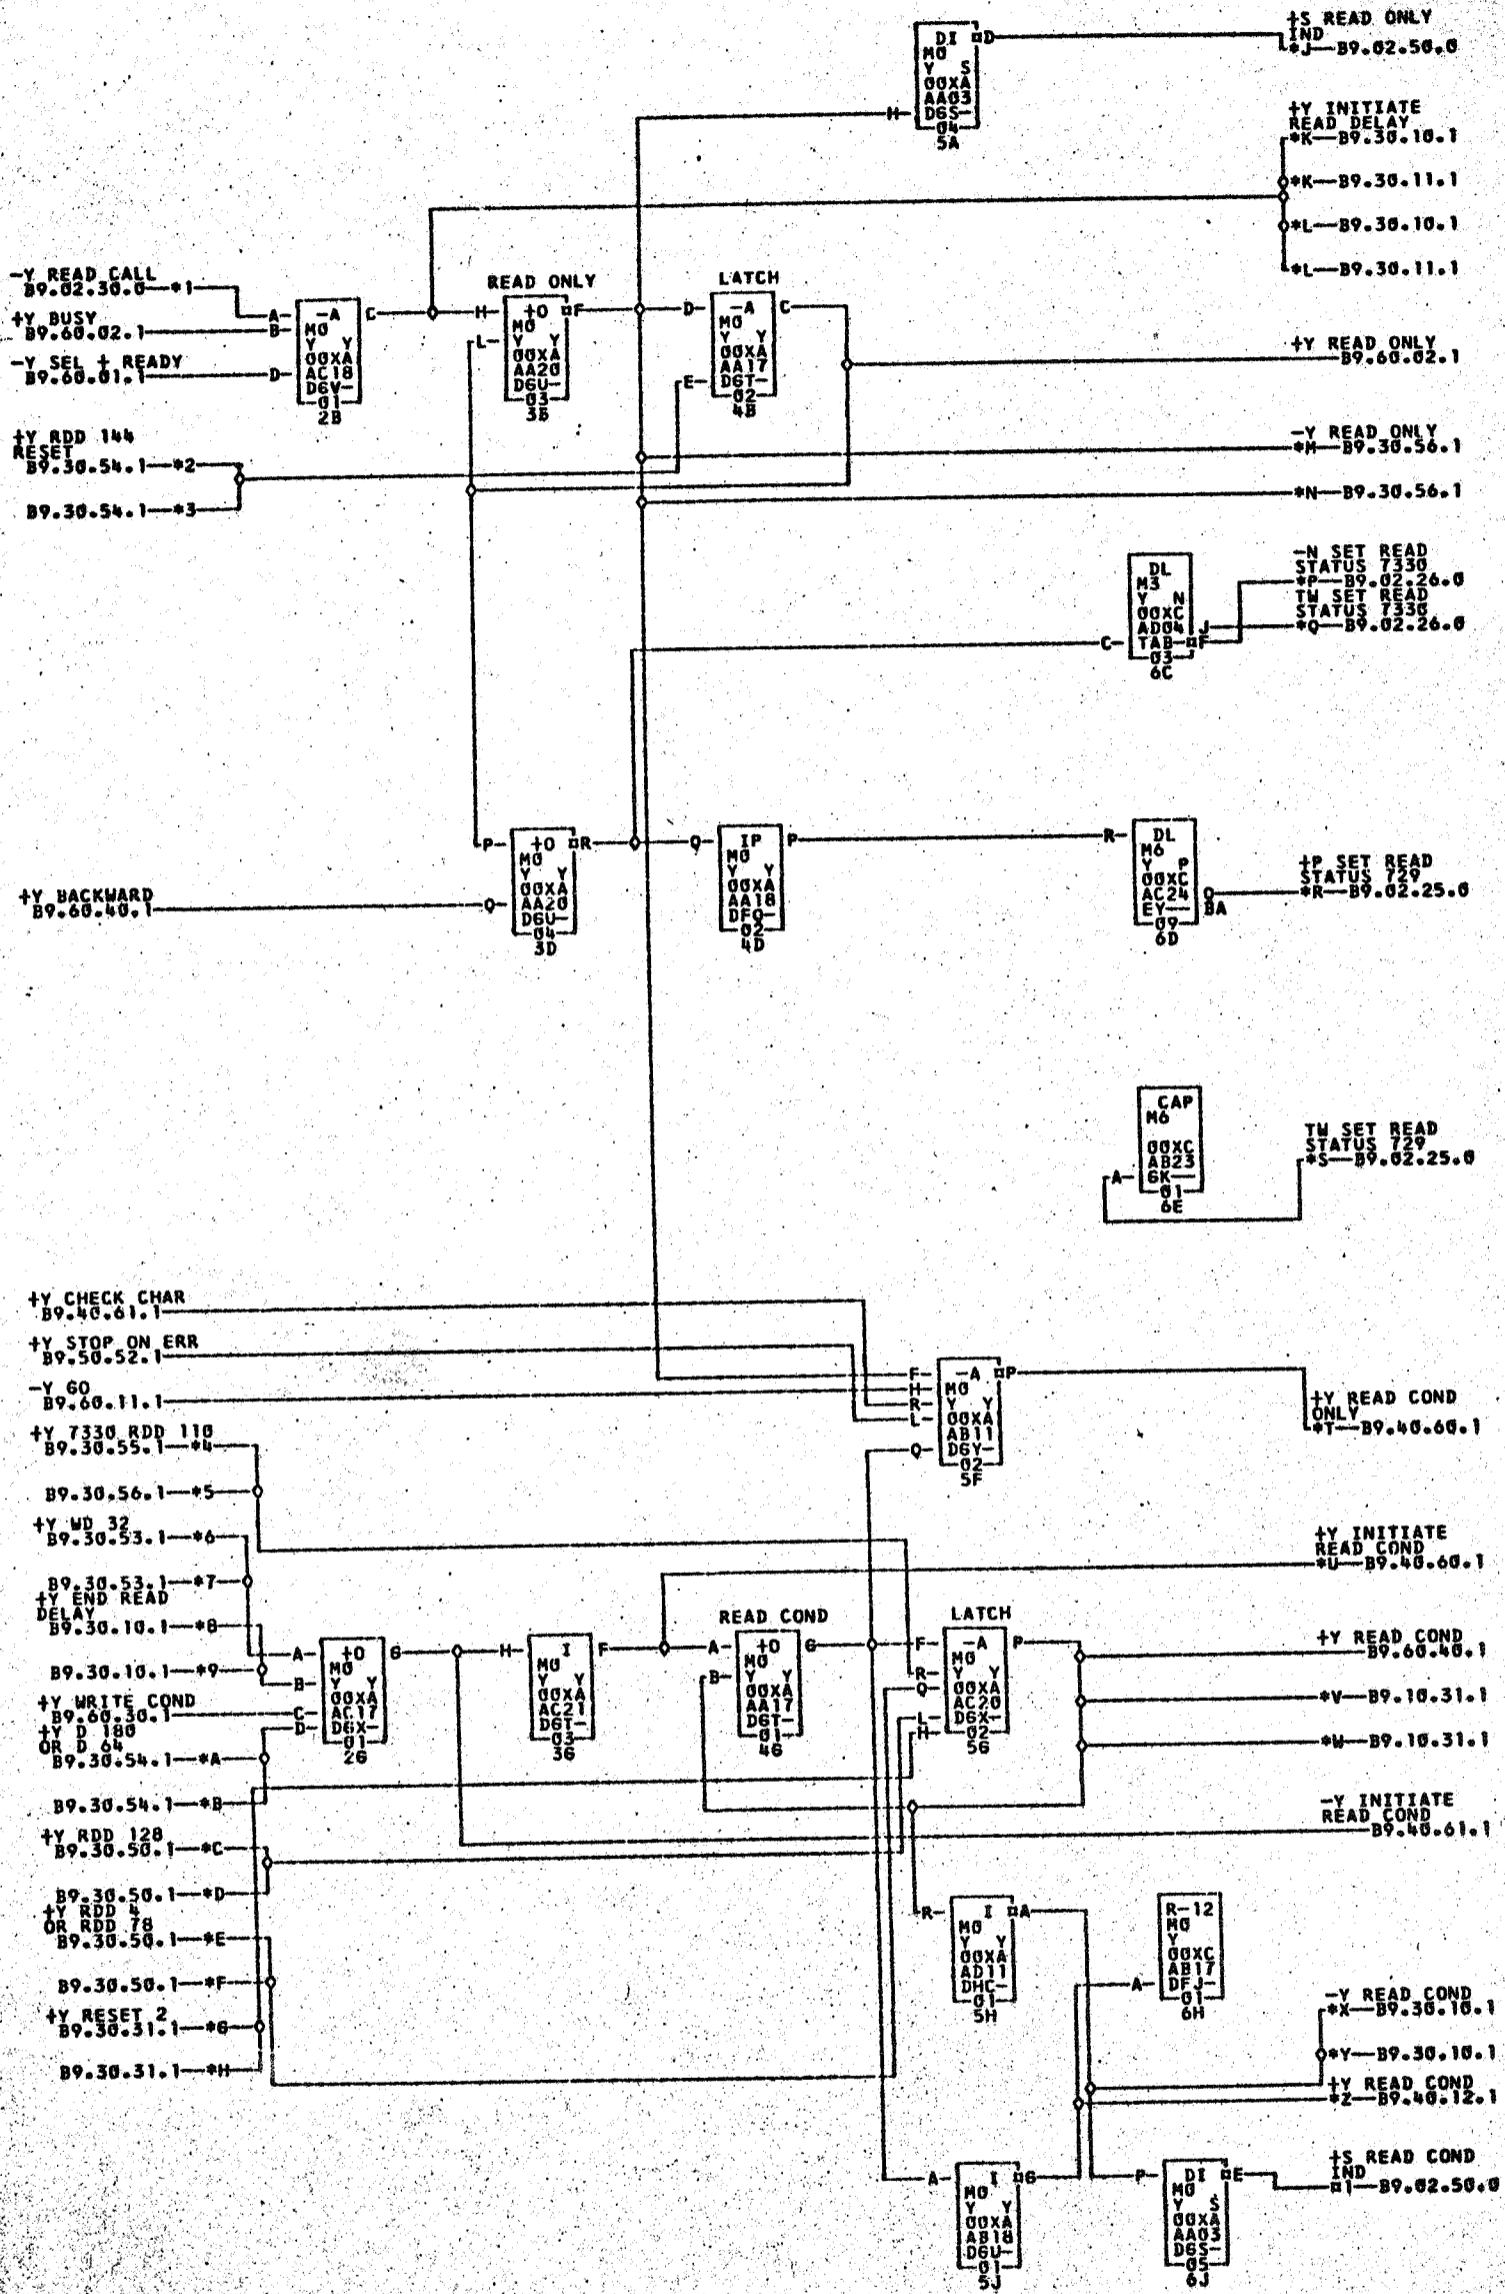 +S READ ONLY
IND
*J—B9.02.50.0
DI D
M0
Y S
00XA
AA03
H D6S-
04
5A
+Y INITIATE
READ DELAY
*K—B9.30.10.1
*K—B9.30.11.1
*L—B9.30.10.1
*L—B9.30.11.1
-Y READ CALL
B9.02.30.0—*1
+Y BUSY
B9.60.02.1
-Y SEL + READY
B9.60.01.1
A -A C
B M0
Y Y
00XA
D AC18
D6V-
01
2B
READ ONLY
H +O F
M0
L Y Y
00XA
AA20
D6U-
03
3B
LATCH
D -A C
M0
Y Y
00XA
AA17
E D6T-
02
4B
+Y READ ONLY
B9.60.02.1
+Y RDD 144
RESET
B9.30.54.1—*2
B9.30.54.1—*3
-Y READ ONLY
*M—B9.30.56.1
*N—B9.30.56.1
DL
M3
Y N
00XC
AD04 J
C TAB- F
03
6C
-N SET READ
STATUS 7330
*P—B9.02.26.0
TW SET READ
STATUS 7330
*Q—B9.02.26.0
+Y BACKWARD
B9.60.40.1
P +O R
M0
Y Y
00XA
Q AA20
D6U-
04
3D
Q IP P
M0
Y Y
00XA
AA18
DFQ-
02
4D
R DL
M6
Y P
00XC
AC24 Q
EY-- BA
09
6D
+P SET READ
STATUS 729
*R—B9.02.25.0
CAP
M6
00XC
AB23
A 6K--
01
6E
TW SET READ
STATUS 729
*S—B9.02.25.0
+Y CHECK CHAR
B9.40.61.1
+Y STOP ON ERR
B9.50.52.1
-Y GO
B9.60.11.1
F -A P
H M0
R Y Y
L 00XA
AB11
Q D6Y-
02
5F
+Y READ COND
ONLY
*T—B9.40.60.1
+Y 7330 RDD 110
B9.30.55.1—*4
B9.30.56.1—*5
+Y WD 32
B9.30.53.1—*6
B9.30.53.1—*7
+Y END READ
DELAY
B9.30.10.1—*8
B9.30.10.1—*9
+Y WRITE COND
B9.60.30.1
+Y D 180
OR D 64
B9.30.54.1—*A
B9.30.54.1—*B
A +O G
M0
B Y Y
00XA
C AC17
D D6X-
01
2G
H I F
M0
Y Y
00XA
AC21
D6T-
03
3G
READ COND
A +O G
M0
B Y Y
00XA
AA17
D6T-
01
4G
LATCH
F -A P
M0
R Y Y
Q 00XA
AC20
L D6X-
H 02
5G
+Y INITIATE
READ COND
*U—B9.40.60.1
+Y READ COND
B9.60.40.1
*V—B9.10.31.1
*W—B9.10.31.1
-Y INITIATE
READ COND
B9.40.61.1
+Y RDD 128
B9.30.50.1—*C
B9.30.50.1—*D
+Y RDD 4
OR RDD 78
B9.30.50.1—*E
B9.30.50.1—*F
+Y RESET 2
B9.30.31.1—*G
B9.30.31.1—*H
R I A
M0
Y Y
00XA
AD11
DHC-
01
5H
R-12
M0
Y
00XC
AB17
A DFJ-
01
6H
-Y READ COND
*X—B9.30.10.1
*Y—B9.30.10.1
+Y READ COND
*Z—B9.40.12.1
A I G
M0
Y Y
00XA
AB18
D6U-
01
5J
P DI E
M0
Y S
00XA
AA03
D6S-
05
6J
+S READ COND
IND
¤1—B9.02.50.0